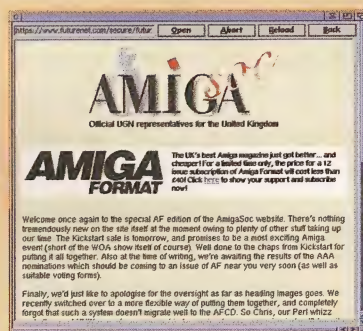 https://www.futurenet.com/secure/futur
Open
Abort
Reload
Back
AMIGA
Soc
Official UGN representatives for the United Kingdom
AMIGA
FORMAT
The UK's best Amiga magazine just got better... and
cheaper! For a limited time only, the price for a 12
issue subscription of Amiga Format will cost less than
£40! Click here to show your support and subscribe
now!
Welcome once again to the special AF edition of the AmigaSoc website. There's nothing
tremendously new on the site itself at the moment owing to plenty of other stuff taking up
our time. The Kickstart sale is tomorrow, and promises to be a most exciting Amiga
event (short of the WOA show itself of course). Well done to the chaps from Kickstart for
putting it all together. Also at the time of writing, we're awaiting the results of the AAA
nominations which should be coming to an issue of AF near you very soon (as well as
suitable voting forms).
Finally, we'd just like to apologise for the oversight as far as heading images goes. We
recently switched over to a more flexible way of putting them together, and completely
forgot that such a system doesn't migrate well to the AFCD. So Chris, our Perl whizz